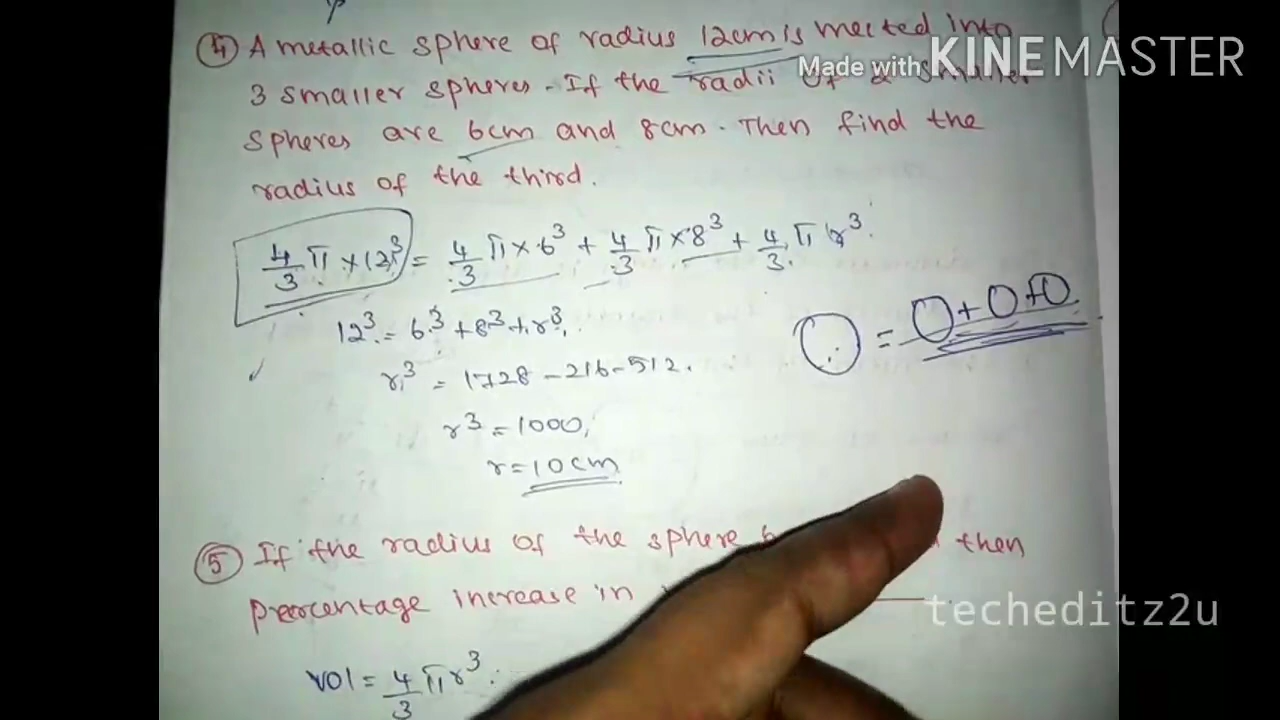 ④ A metallic sphere of radius 12cm is melted into
3 smaller spheres. If the radii of 2 smaller
spheres are 6cm and 8cm. Then find the
radius of the third.
4/3 π × 12³ = 4/3 π × 6³ + 4/3 π × 8³ + 4/3 π r³.
12³ = 6³ + 8³ + r³.
r³ = 1728 - 216 - 512.
r³ = 1000,
r = 10cm
⑤ If the radius of the sphere then
percentage increase in
vol = 4/3 πr³.
Made with KINEMASTER
techeditz2u